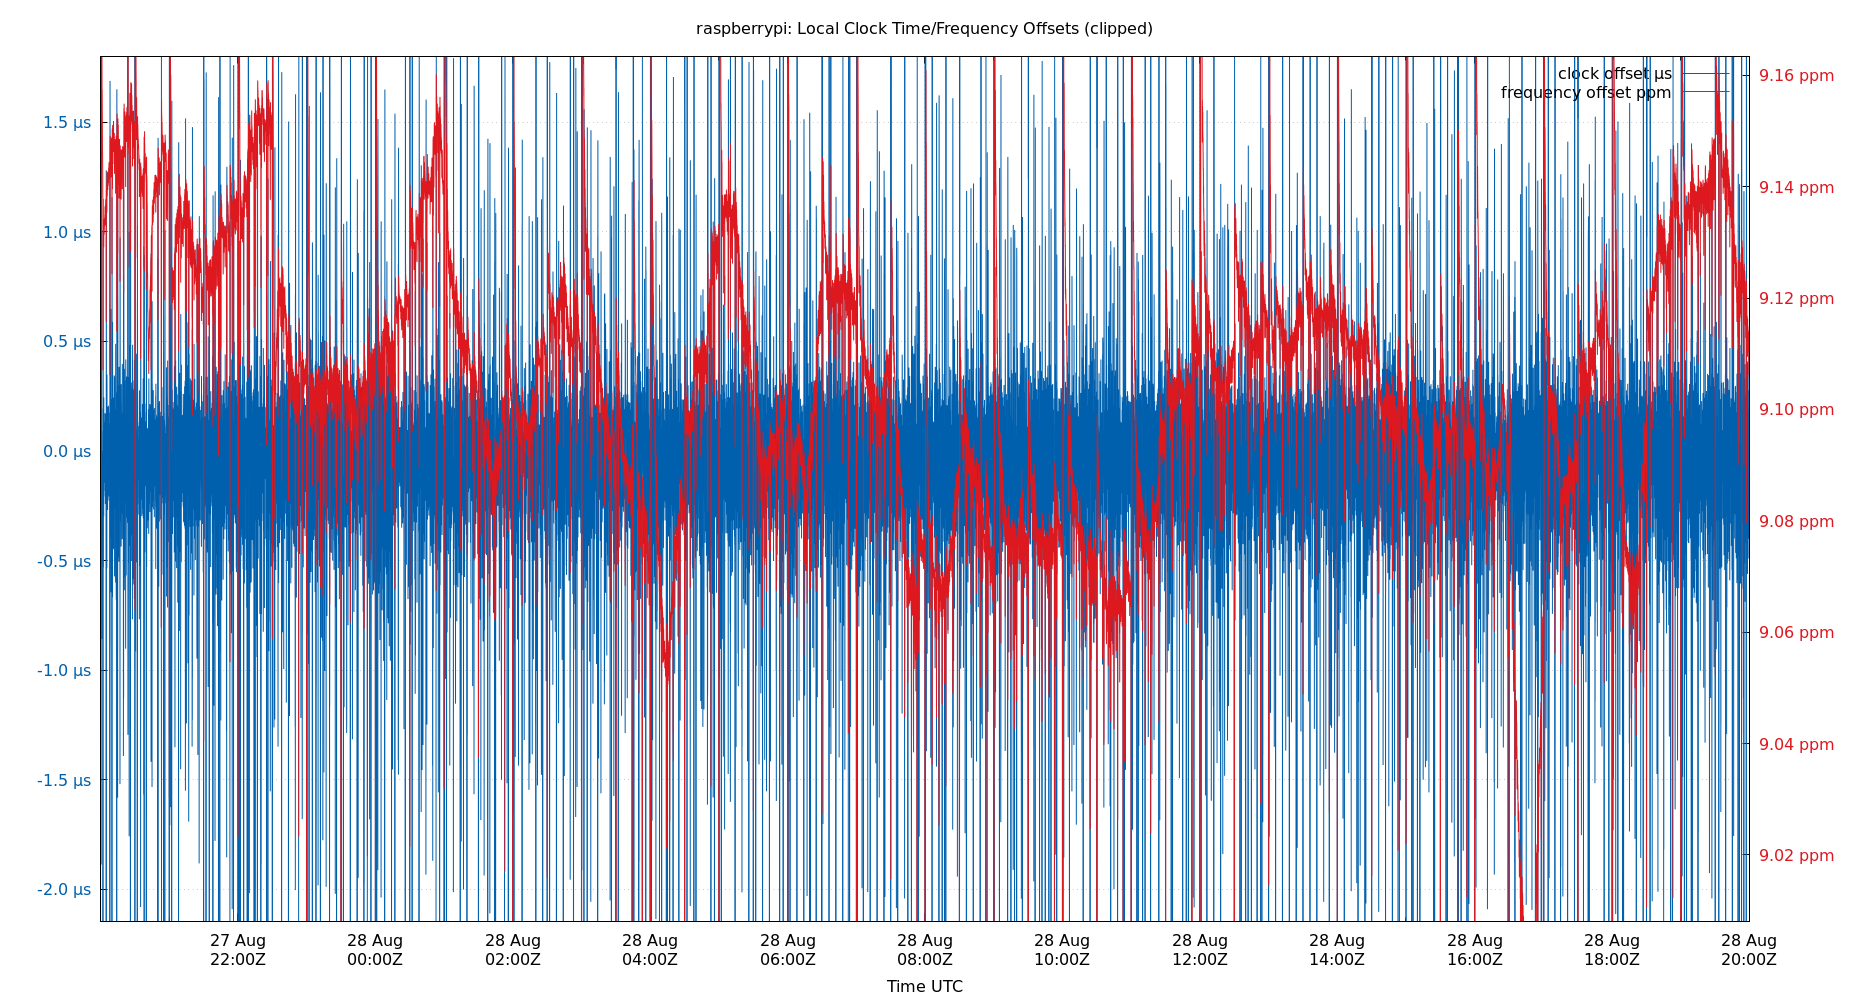 raspberrypi: Local Clock Time/Frequency Offsets (clipped)
clock offset µs
frequency offset ppm
1.5 µs
1.0 µs
0.5 µs
0.0 µs
-0.5 µs
-1.0 µs
-1.5 µs
-2.0 µs
9.16 ppm
9.14 ppm
9.12 ppm
9.10 ppm
9.08 ppm
9.06 ppm
9.04 ppm
9.02 ppm
27 Aug 28 Aug 28 Aug 28 Aug 28 Aug 28 Aug 28 Aug 28 Aug 28 Aug 28 Aug 28 Aug 28 Aug
22:00Z 00:00Z 02:00Z 04:00Z 06:00Z 08:00Z 10:00Z 12:00Z 14:00Z 16:00Z 18:00Z 20:00Z
Time UTC